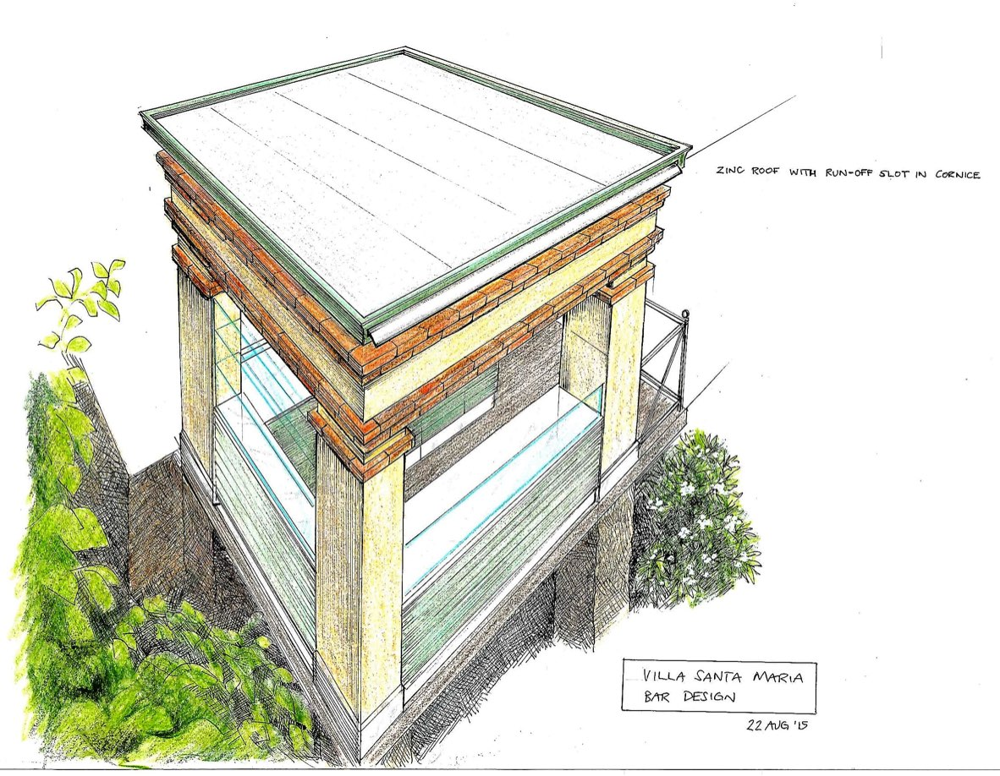 ZINC ROOF WITH RUN-OFF SLOT IN CORNICE
VILLA SANTA MARIA
BAR DESIGN
22 AUG '15